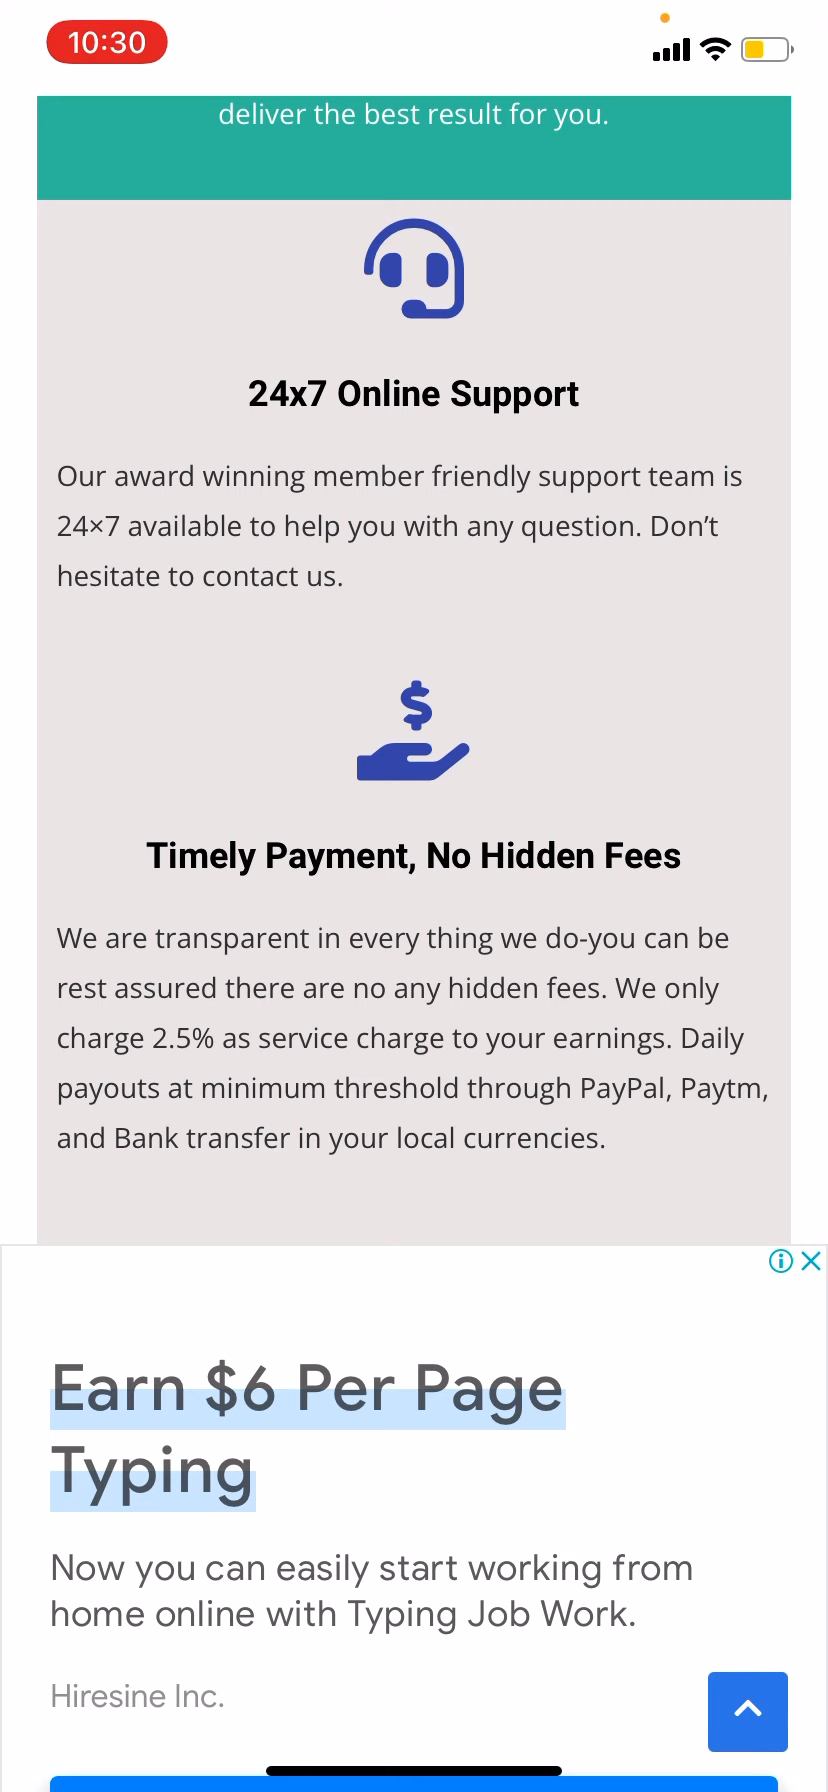 10:30
deliver the best result for you.
24x7 Online Support
Our award winning member friendly support team is
24×7 available to help you with any question. Don’t
hesitate to contact us.
$
Timely Payment, No Hidden Fees
We are transparent in every thing we do-you can be
rest assured there are no any hidden fees. We only
charge 2.5% as service charge to your earnings. Daily
payouts at minimum threshold through PayPal, Paytm,
and Bank transfer in your local currencies.
Earn $6 Per Page
Typing
Now you can easily start working from
home online with Typing Job Work.
Hiresine Inc.